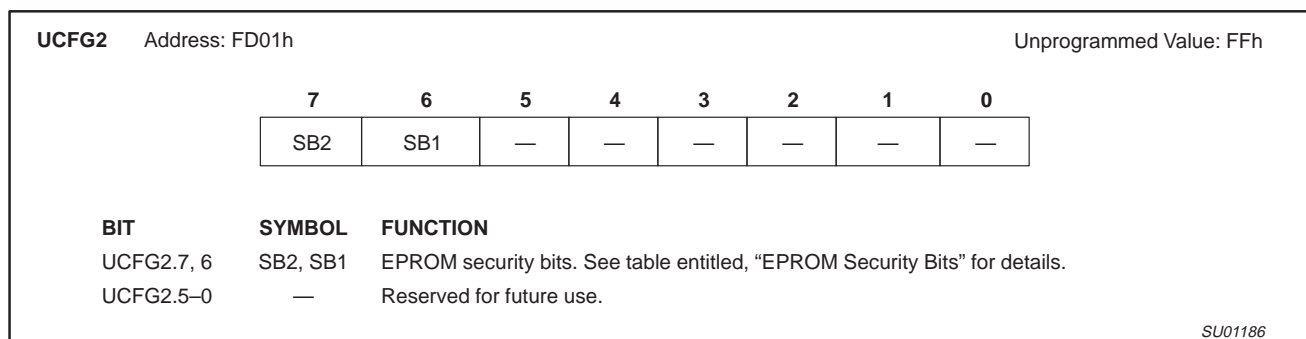 UCFG2 Address: FD01h Unprogrammed Value: FFh
7 6 5 4 3 2 1 0
SB2 SB1 — — — — — —
BIT SYMBOL FUNCTION
UCFG2.7, 6 SB2, SB1 EPROM security bits. See table entitled, “EPROM Security Bits” for details.
UCFG2.5–0 — Reserved for future use.
SU01186